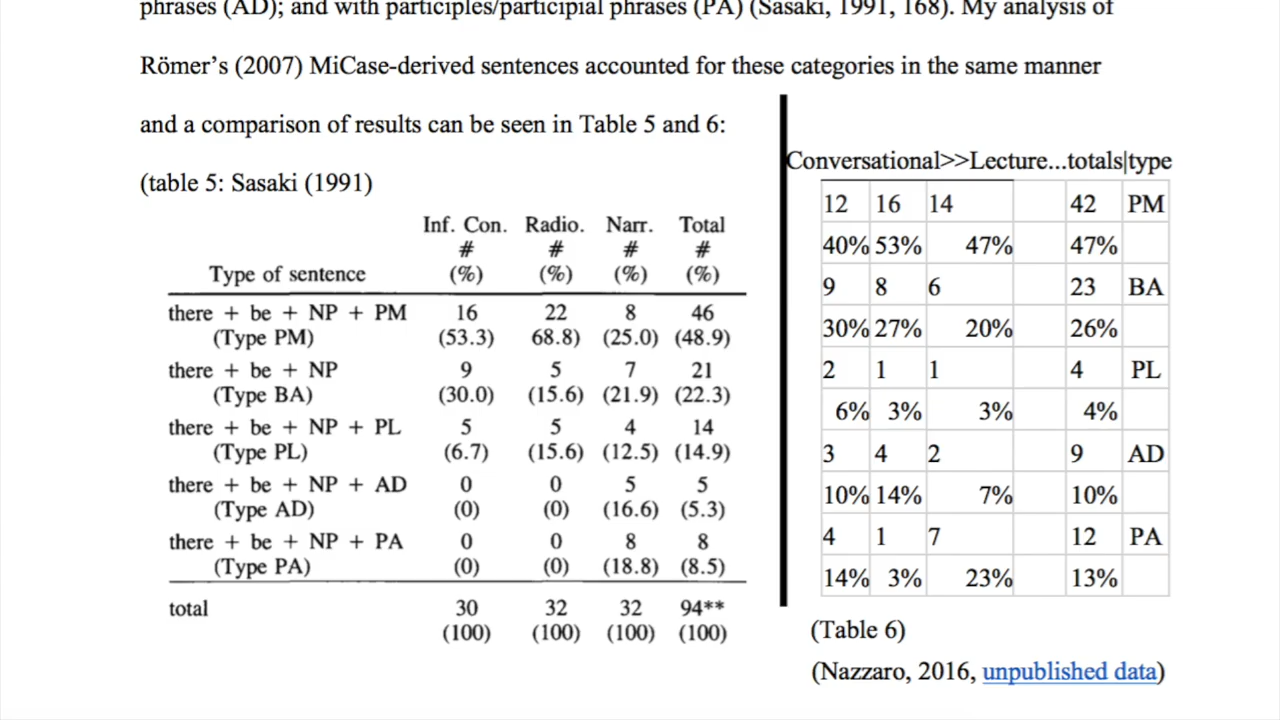 phrases (AD); and with participles/participial phrases (PA) (Sasaki, 1991, 168). My analysis of
Römer's (2007) MiCase-derived sentences accounted for these categories in the same manner
and a comparison of results can be seen in Table 5 and 6:
(table 5: Sasaki (1991)
Inf. Con. Radio. Narr. Total
# # # #
Type of sentence (%) (%) (%) (%)
there + be + NP + PM 16 22 8 46
(Type PM) (53.3) 68.8) (25.0) (48.9)
there + be + NP 9 5 7 21
(Type BA) (30.0) (15.6) (21.9) (22.3)
there + be + NP + PL 5 5 4 14
(Type PL) (6.7) (15.6) (12.5) (14.9)
there + be + NP + AD 0 0 5 5
(Type AD) (0) (0) (16.6) (5.3)
there + be + NP + PA 0 0 8 8
(Type PA) (0) (0) (18.8) (8.5)
total 30 32 32 94**
(100) (100) (100) (100)
Conversational>>Lecture...totals|type
12 16 14 42 PM
40% 53% 47% 47%
9 8 6 23 BA
30% 27% 20% 26%
2 1 1 4 PL
6% 3% 3% 4%
3 4 2 9 AD
10% 14% 7% 10%
4 1 7 12 PA
14% 3% 23% 13%
(Table 6)
(Nazzaro, 2016, unpublished data)